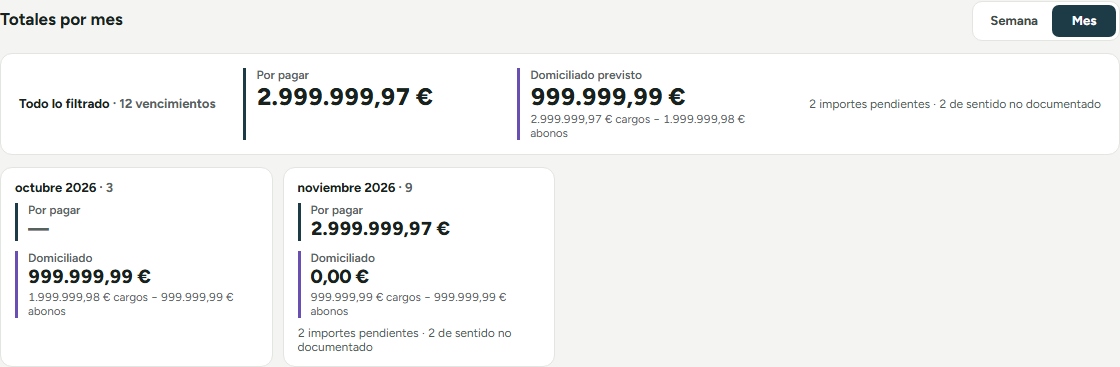 Totales por mes
Semana
Mes
Todo lo filtrado · 12 vencimientos
Por pagar
2.999.999,97 €
Domiciliado previsto
999.999,99 €
2.999.999,97 € cargos − 1.999.999,98 €
abonos
2 importes pendientes · 2 de sentido no documentado
octubre 2026 · 3
Por pagar
—
Domiciliado
999.999,99 €
1.999.999,98 € cargos − 999.999,99 €
abonos
noviembre 2026 · 9
Por pagar
2.999.999,97 €
Domiciliado
0,00 €
999.999,99 € cargos − 999.999,99 €
abonos
2 importes pendientes · 2 de sentido no
documentado